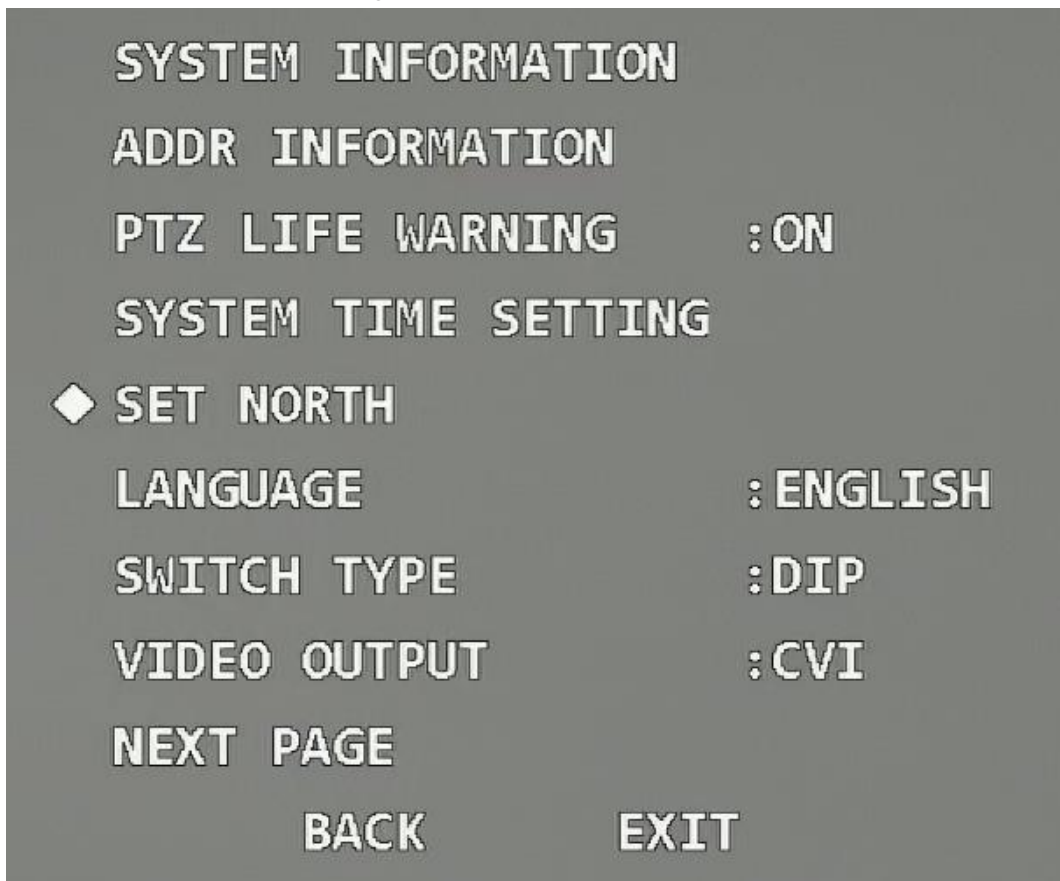 SYSTEM INFORMATION
ADDR INFORMATION
PTZ LIFE WARNING :ON
SYSTEM TIME SETTING
SET NORTH
LANGUAGE :ENGLISH
SWITCH TYPE :DIP
VIDEO OUTPUT :CVI
NEXT PAGE
BACK EXIT